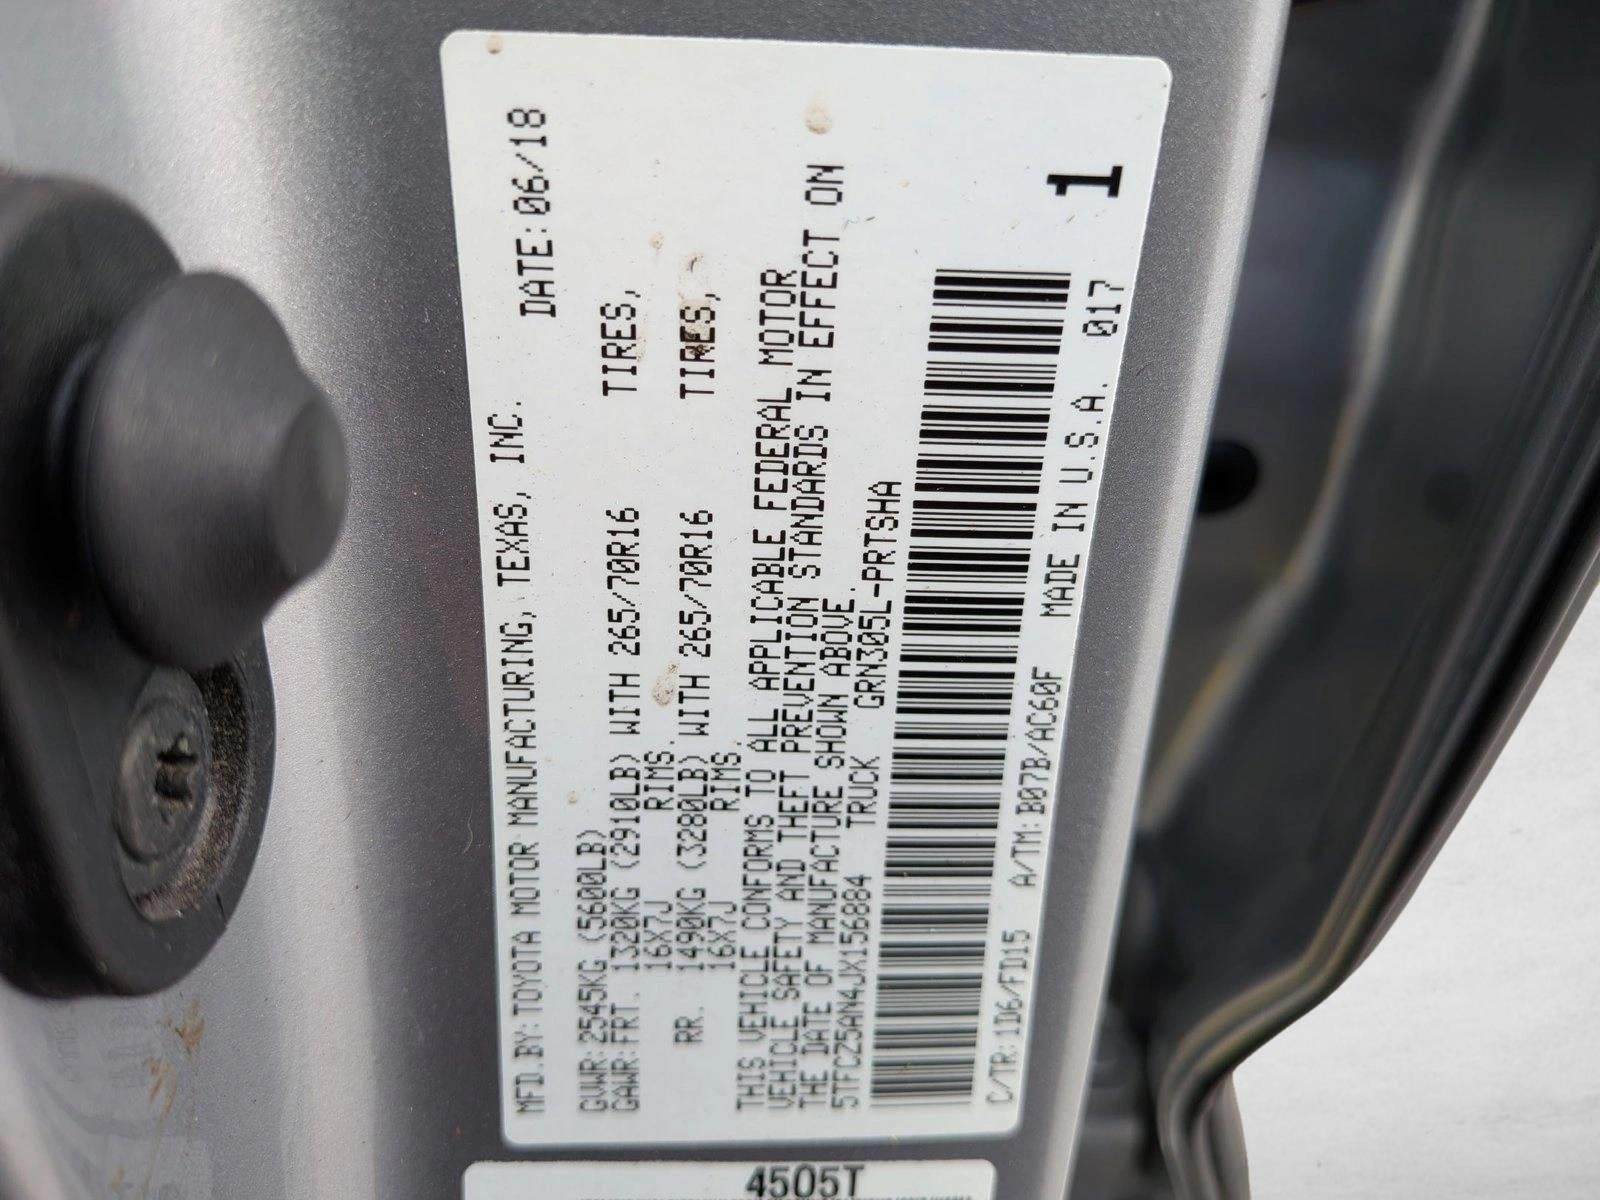 MFD.BY:TOYOTA MOTOR MANUFACTURING, TEXAS, INC.
DATE:06/18
GVWR:2545KG (5600LB)
GAWR:FRT. 1320KG (2910LB) WITH 265/70R16 TIRES,
16X7J RIMS,
RR. 1490KG (3280LB) WITH 265/70R16 TIRES,
16X7J RIMS.
THIS VEHICLE CONFORMS TO ALL APPLICABLE FEDERAL MOTOR
VEHICLE SAFETY AND THEFT PREVENTION STANDARDS IN EFFECT ON
THE DATE OF MANUFACTURE SHOWN ABOVE.
5TFCZ5AN4JX156884 TRUCK GRN305L-PRTSHA
C/TR:1D6/FD15 A/TM:B07B/AC60F MADE IN U.S.A. 017 1
4505T